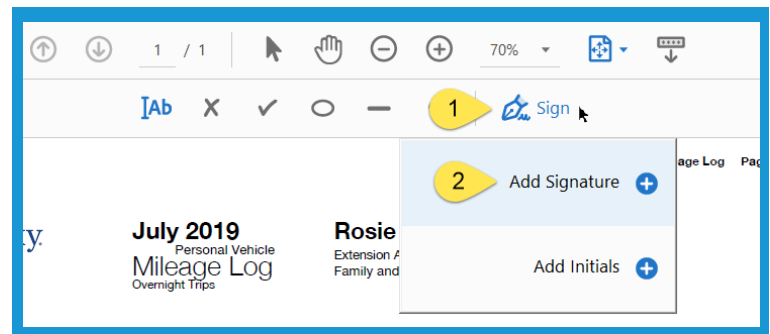 1 / 1 70%
Ab 1 Sign
2 Add Signature
age Log Pag
y.
July 2019
Personal Vehicle
Mileage Log
Overnight Trips
Rosie
Extension A
Family and
Add Initials